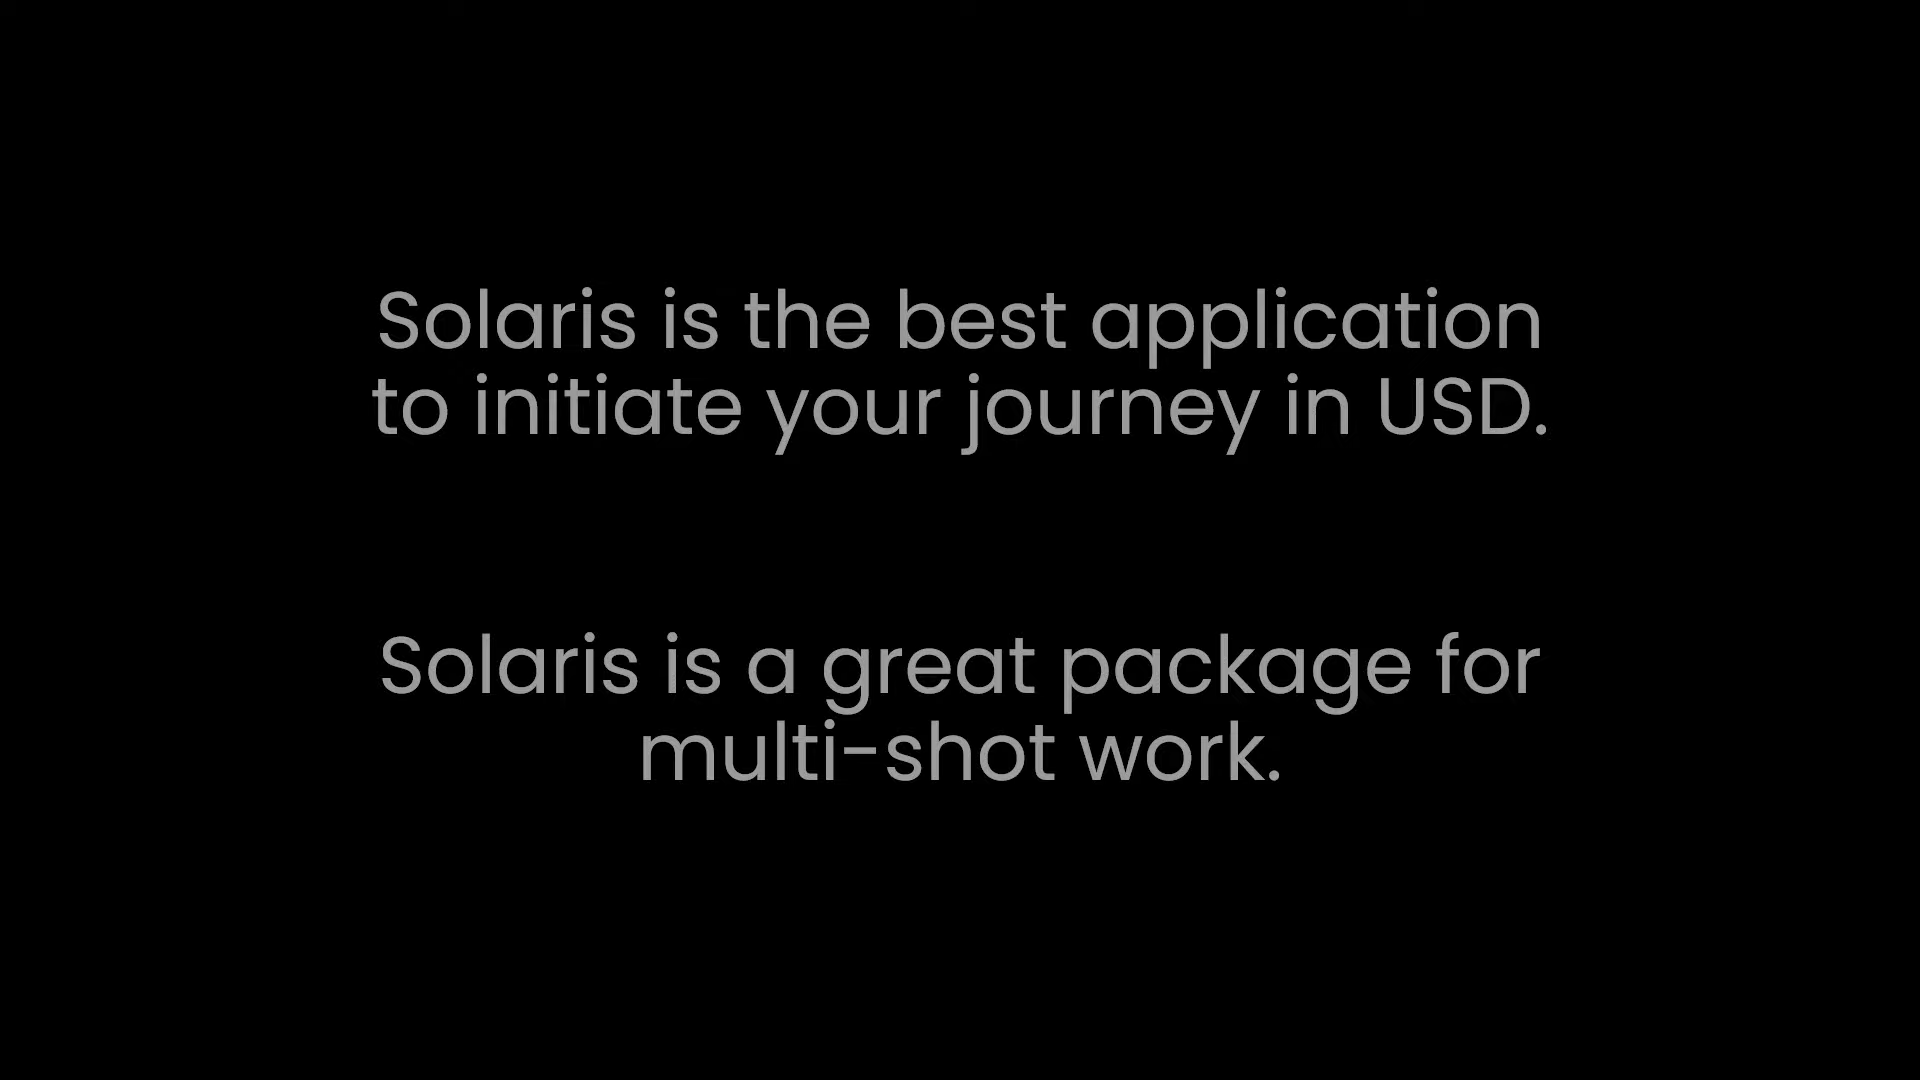 Solaris is the best application
to initiate your journey in USD.
Solaris is a great package for
multi-shot work.